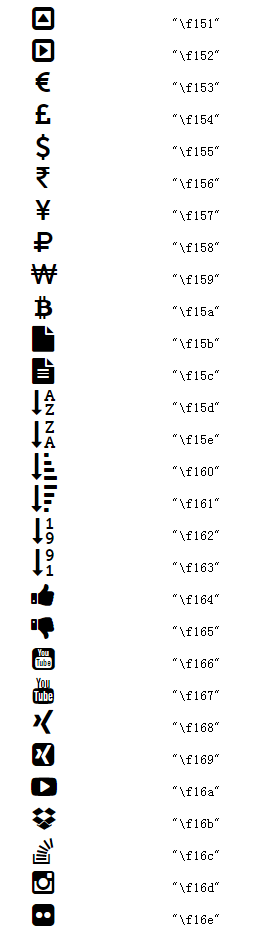 "\f151"
"\f152"
€ "\f153"
£ "\f154"
$ "\f155"
₹ "\f156"
¥ "\f157"
₽ "\f158"
₩ "\f159"
₿ "\f15a"
"\f15b"
"\f15c"
A
Z "\f15d"
Z
A "\f15e"
"\f160"
"\f161"
1
9 "\f162"
9
1 "\f163"
"\f164"
"\f165"
You
Tube "\f166"
You
Tube "\f167"
"\f168"
"\f169"
"\f16a"
"\f16b"
"\f16c"
"\f16d"
"\f16e"